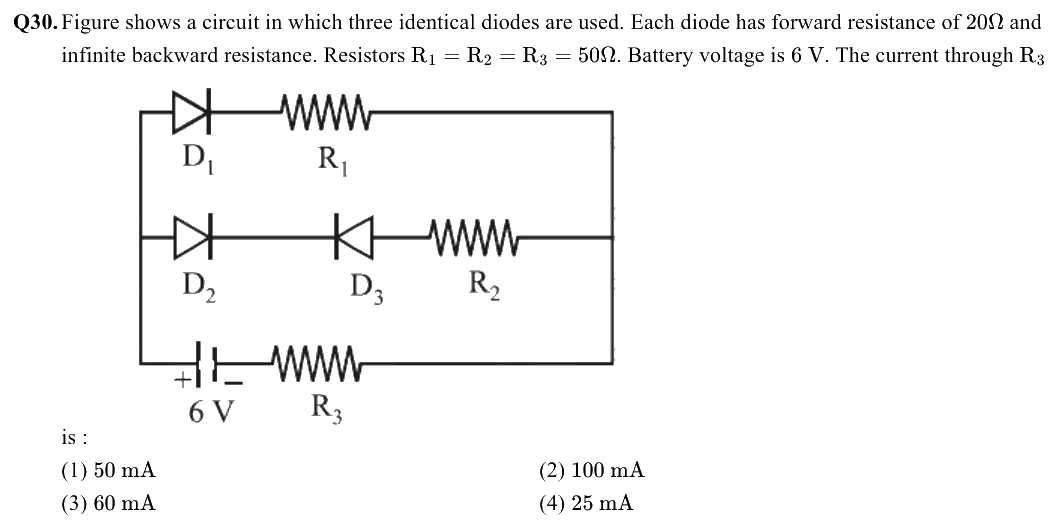 Q30. Figure shows a circuit in which three identical diodes are used. Each diode has forward resistance of 20Ω and
infinite backward resistance. Resistors R₁ = R₂ = R₃ = 50Ω. Battery voltage is 6 V. The current through R₃
D₁
R₁
D₂
D₃
R₂
+
−
6 V
R₃
is :
(1) 50 mA
(2) 100 mA
(3) 60 mA
(4) 25 mA